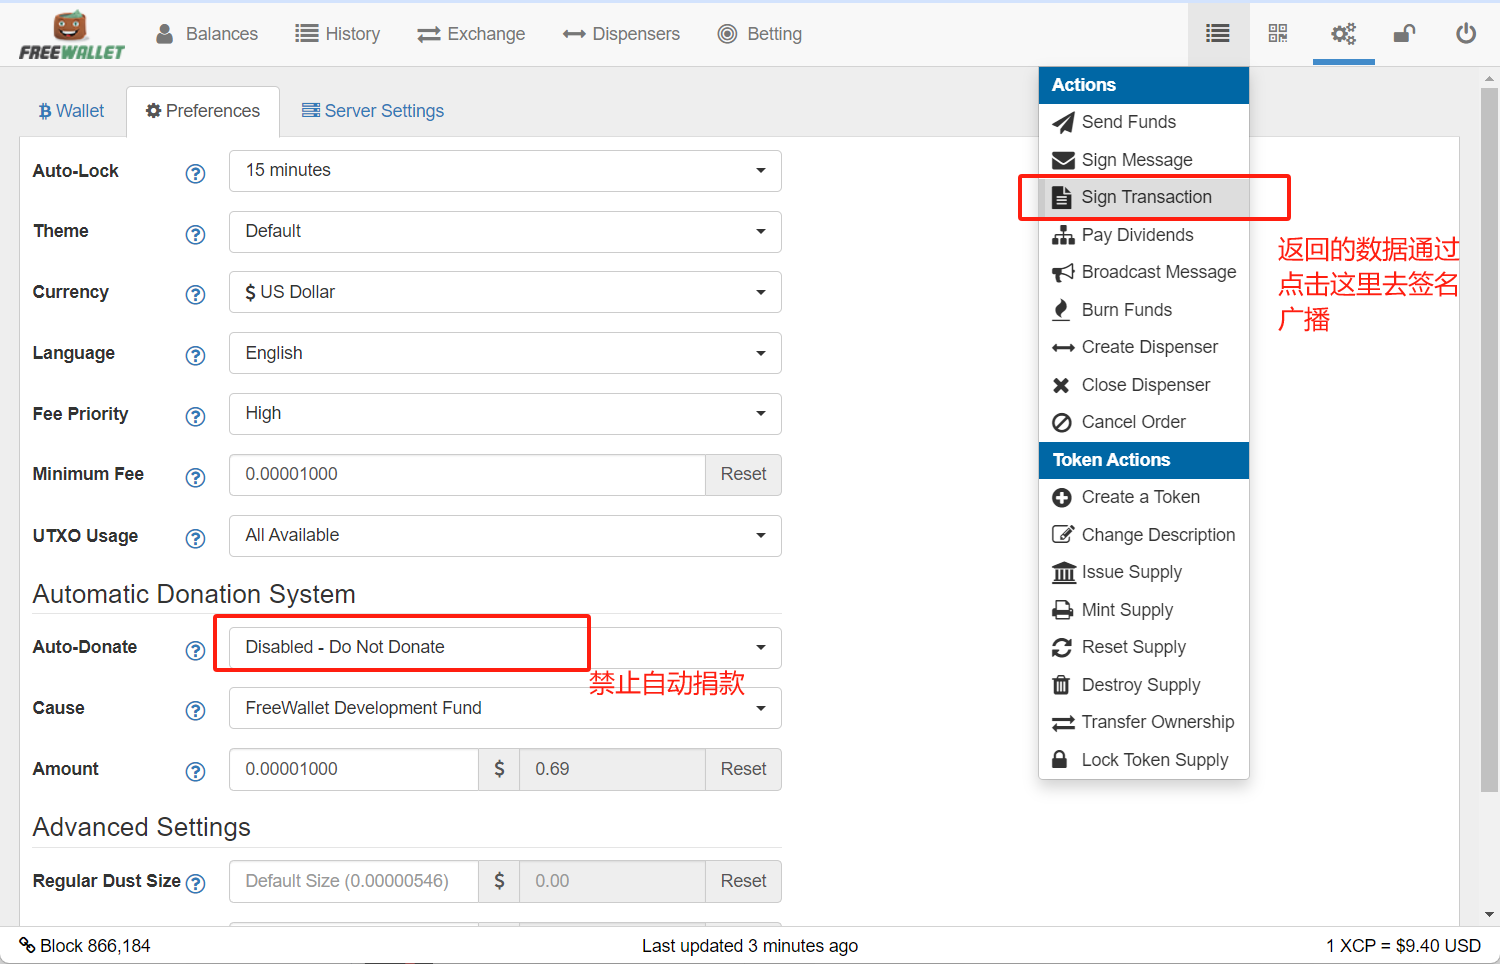 FREEWALLET
Balances
History
Exchange
Dispensers
Betting
Wallet
Preferences
Server Settings
Auto-Lock
15 minutes
Theme
Default
Currency
$ US Dollar
Language
English
Fee Priority
High
Minimum Fee
0.00001000
Reset
UTXO Usage
All Available
Automatic Donation System
Auto-Donate
Disabled - Do Not Donate
禁止自动捐款
Cause
FreeWallet Development Fund
Amount
0.00001000
$
0.69
Reset
Advanced Settings
Regular Dust Size
Default Size (0.00000546)
$
0.00
Reset
Actions
Send Funds
Sign Message
Sign Transaction
Pay Dividends
Broadcast Message
Burn Funds
Create Dispenser
Close Dispenser
Cancel Order
Token Actions
Create a Token
Change Description
Issue Supply
Mint Supply
Reset Supply
Destroy Supply
Transfer Ownership
Lock Token Supply
返回的数据通过
点击这里去签名
广播
Block 866,184
Last updated 3 minutes ago
1 XCP = $9.40 USD